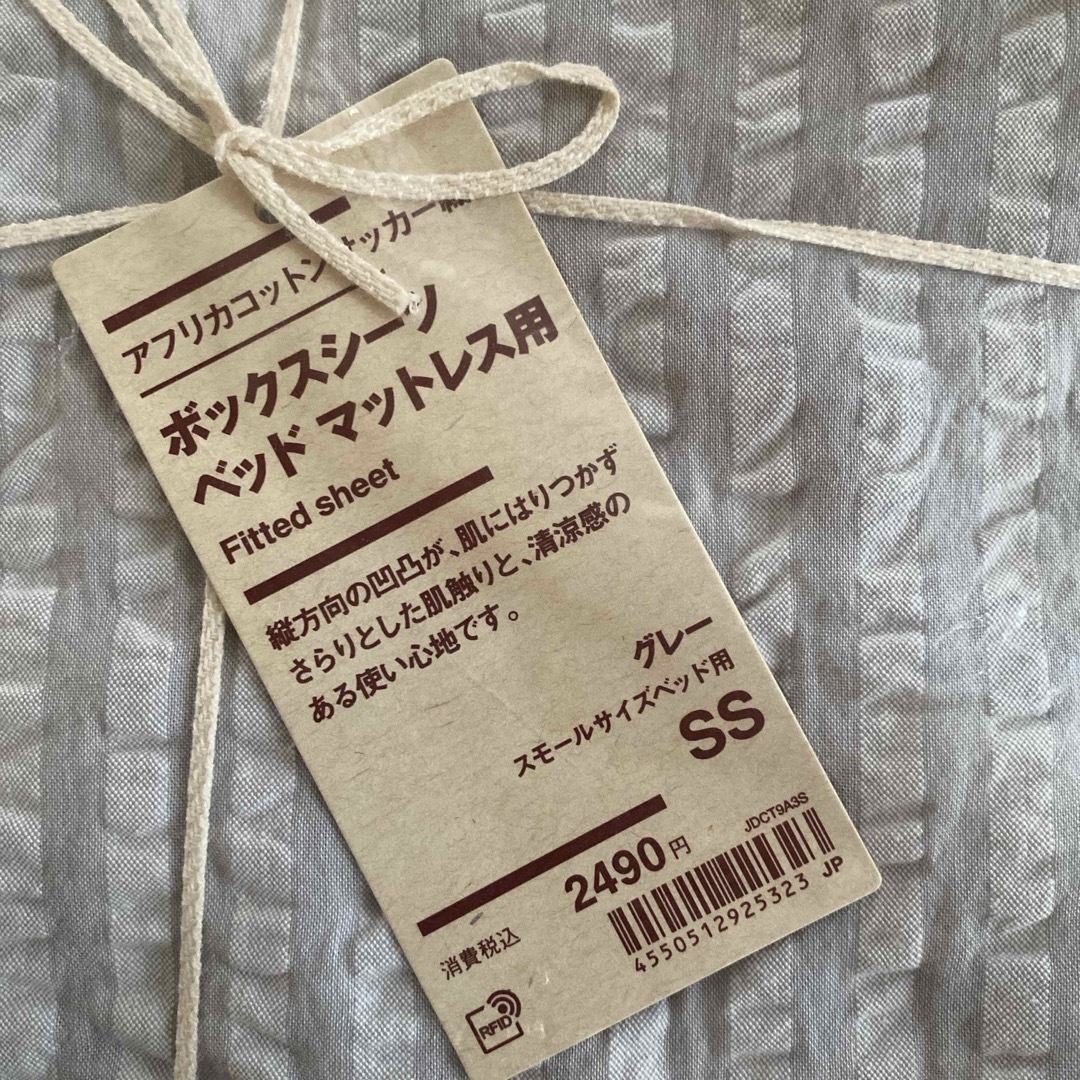 アフリカコットンサッカー織
ボックスシーツ
ベッド マットレス用
Fitted sheet
縦方向の凹凸が、肌にはりつかず
さらりとした肌触りと、清涼感の
ある使い心地です。
グレー
スモールサイズベッド用
SS
2490円
消費税込
JDCT9A3S
4550512925323 JP
RFID